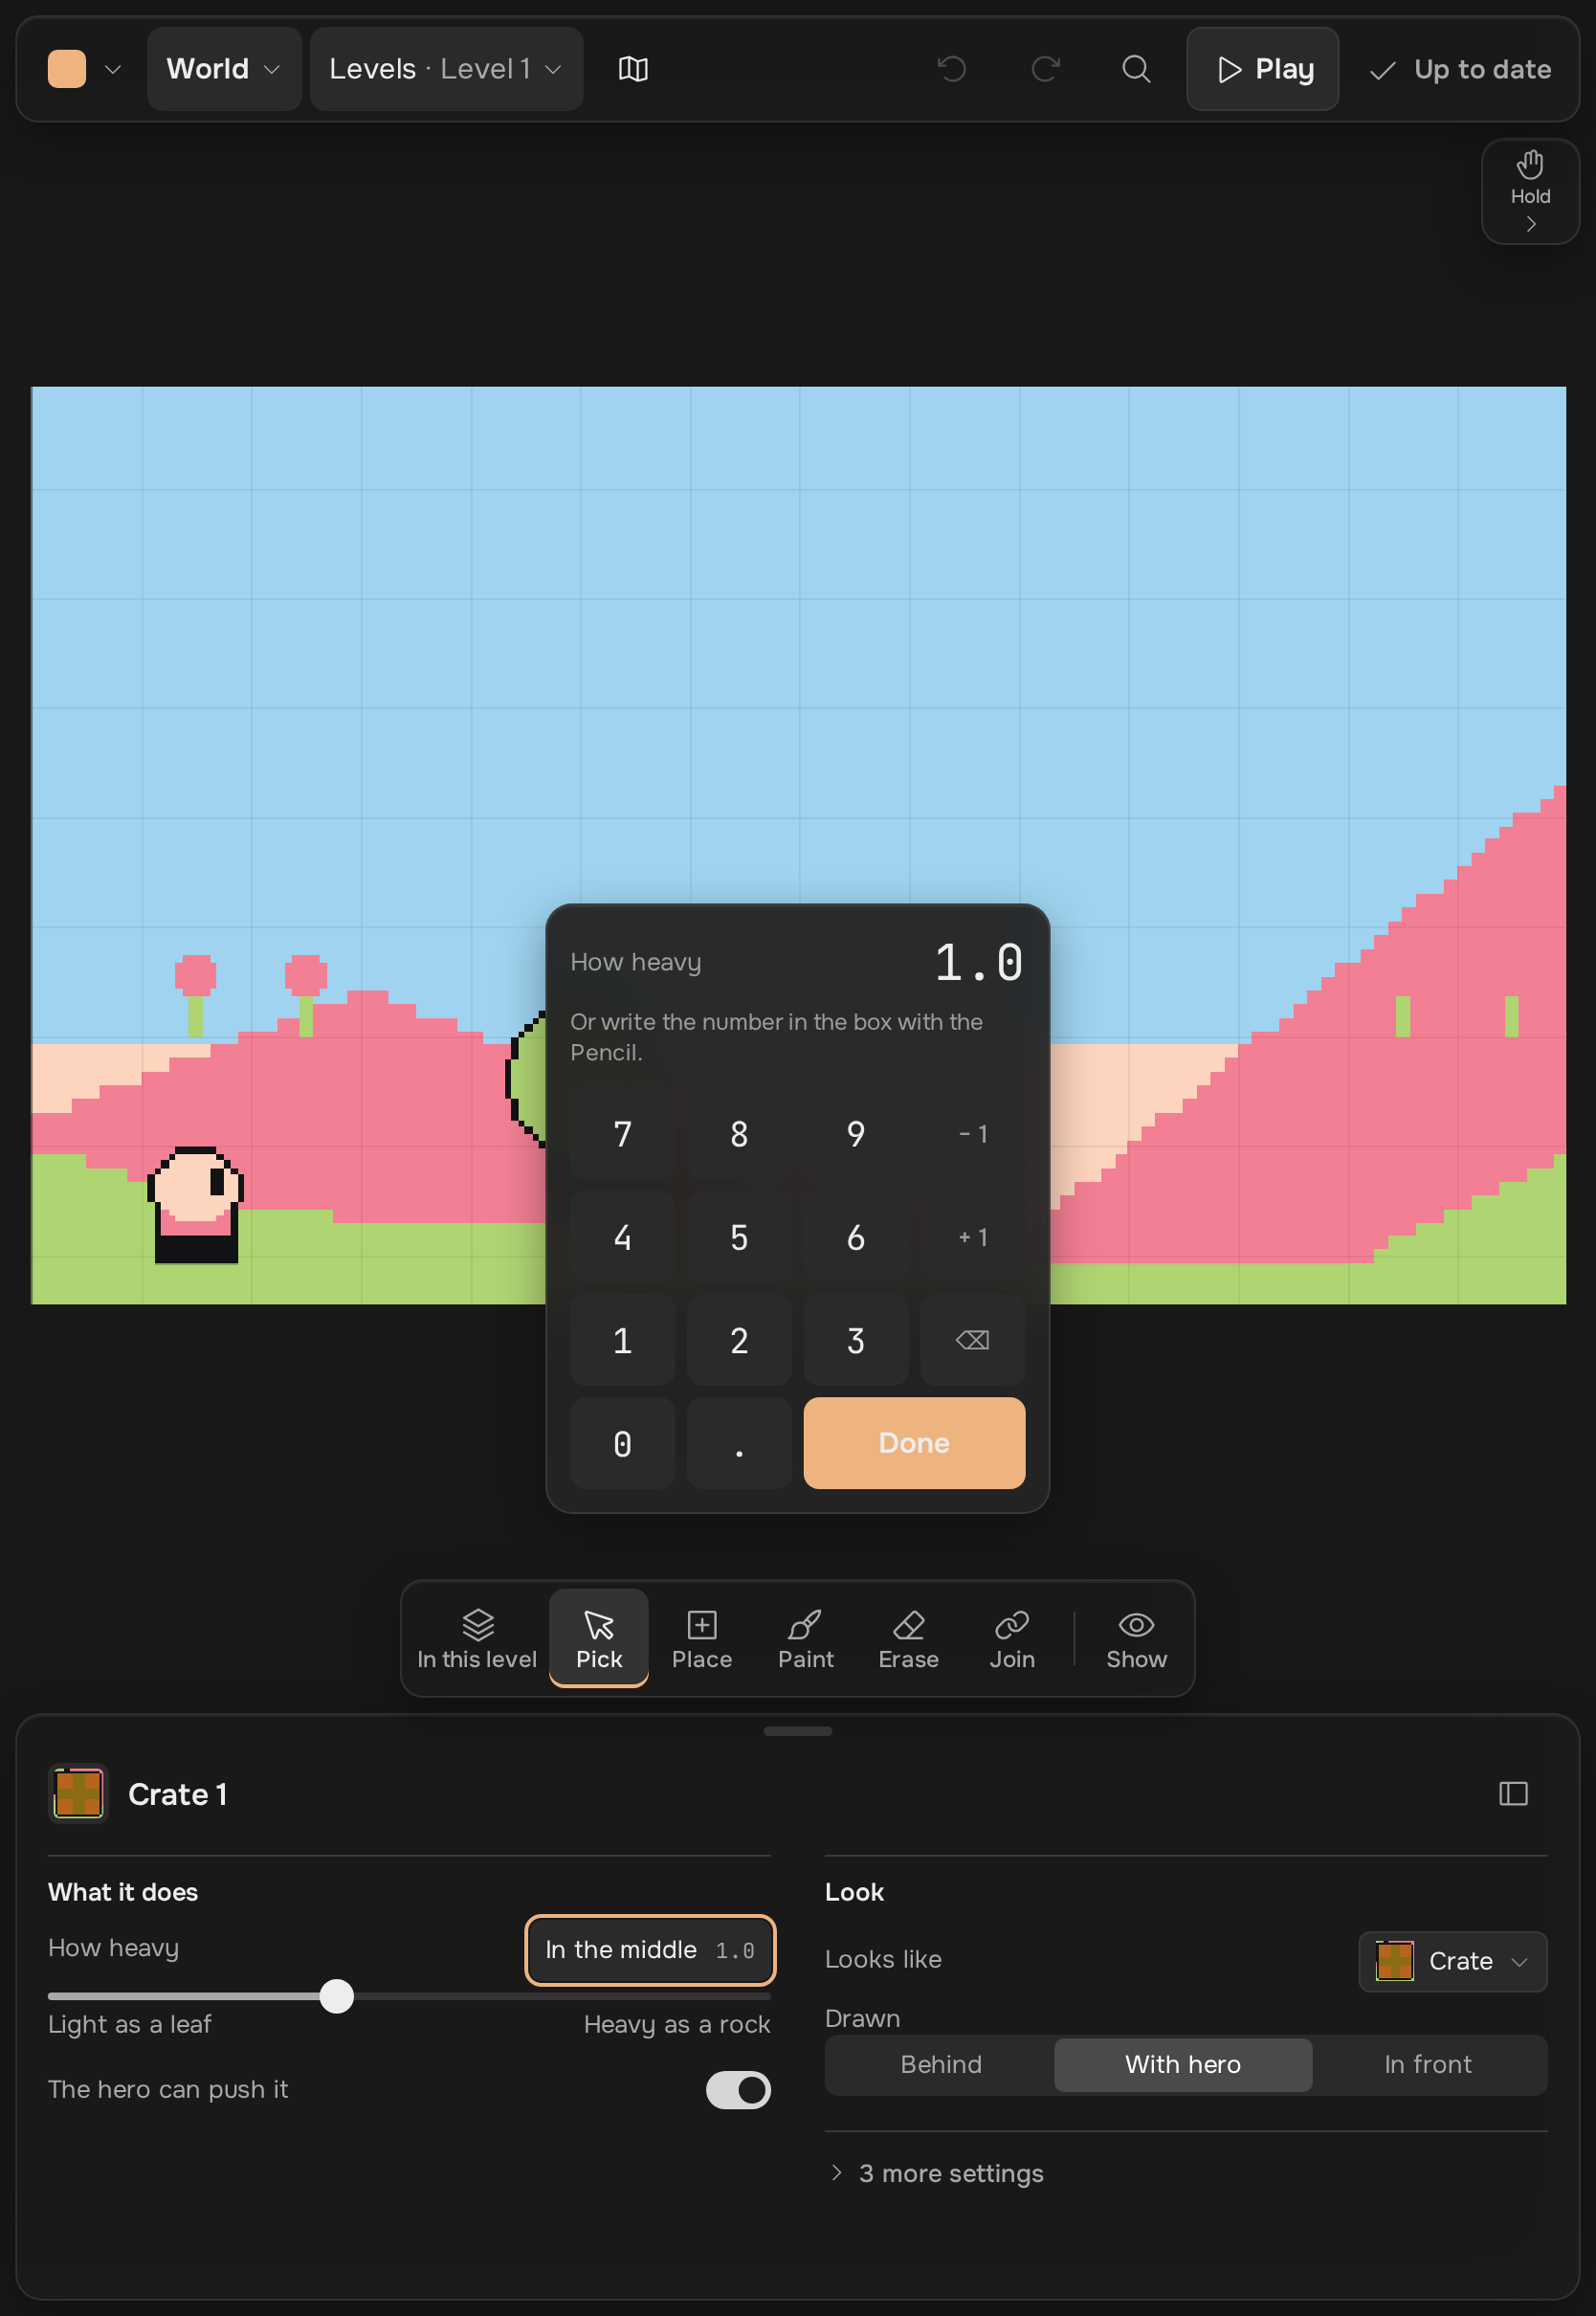 World
Levels · Level 1
Play
Up to date
Hold
How heavy
1.0
Or write the number in the box with the
Pencil.
7 8 9 − 1
4 5 6 + 1
1 2 3
0 . Done
In this level
Pick
Place
Paint
Erase
Join
Show
Crate 1
What it does
How heavy
In the middle 1.0
Light as a leaf
Heavy as a rock
The hero can push it
Look
Looks like
Crate
Drawn
Behind
With hero
In front
3 more settings